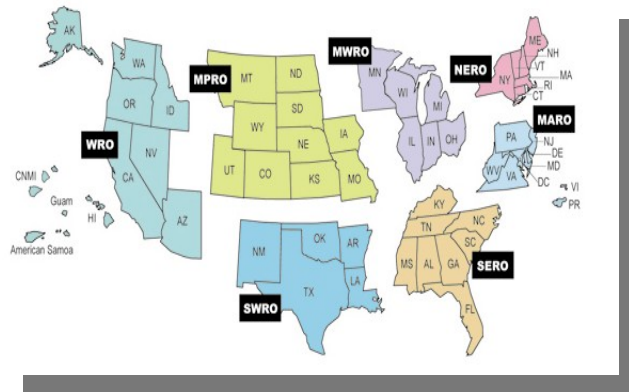 AK
WA
OR
ID
WRO
NV
CA
AZ
CNMI
Guam
HI
American Samoa
MPRO
MT
ND
SD
WY
NE
IA
UT
CO
KS
MO
MWRO
MN
WI
MI
IL
IN
OH
NERO
ME
NH
VT
NY
MA
RI
CT
MARO
PA
NJ
DE
MD
WV
VA
DC
VI
PR
SWRO
NM
OK
AR
TX
LA
SERO
KY
TN
NC
SC
MS
AL
GA
FL